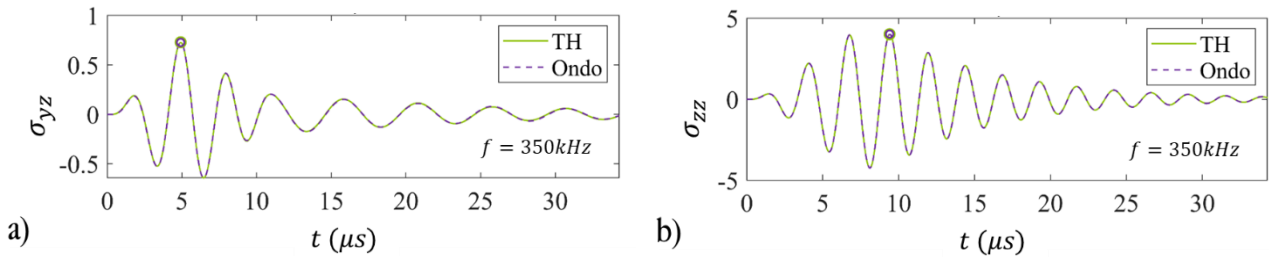 1
0.5
0
-0.5
σyz
TH
Ondo
f = 350kHz
0 5 10 15 20 25 30
a)
t (μs)
5
0
-5
σzz
TH
Ondo
f = 350kHz
0 5 10 15 20 25 30
b)
t (μs)